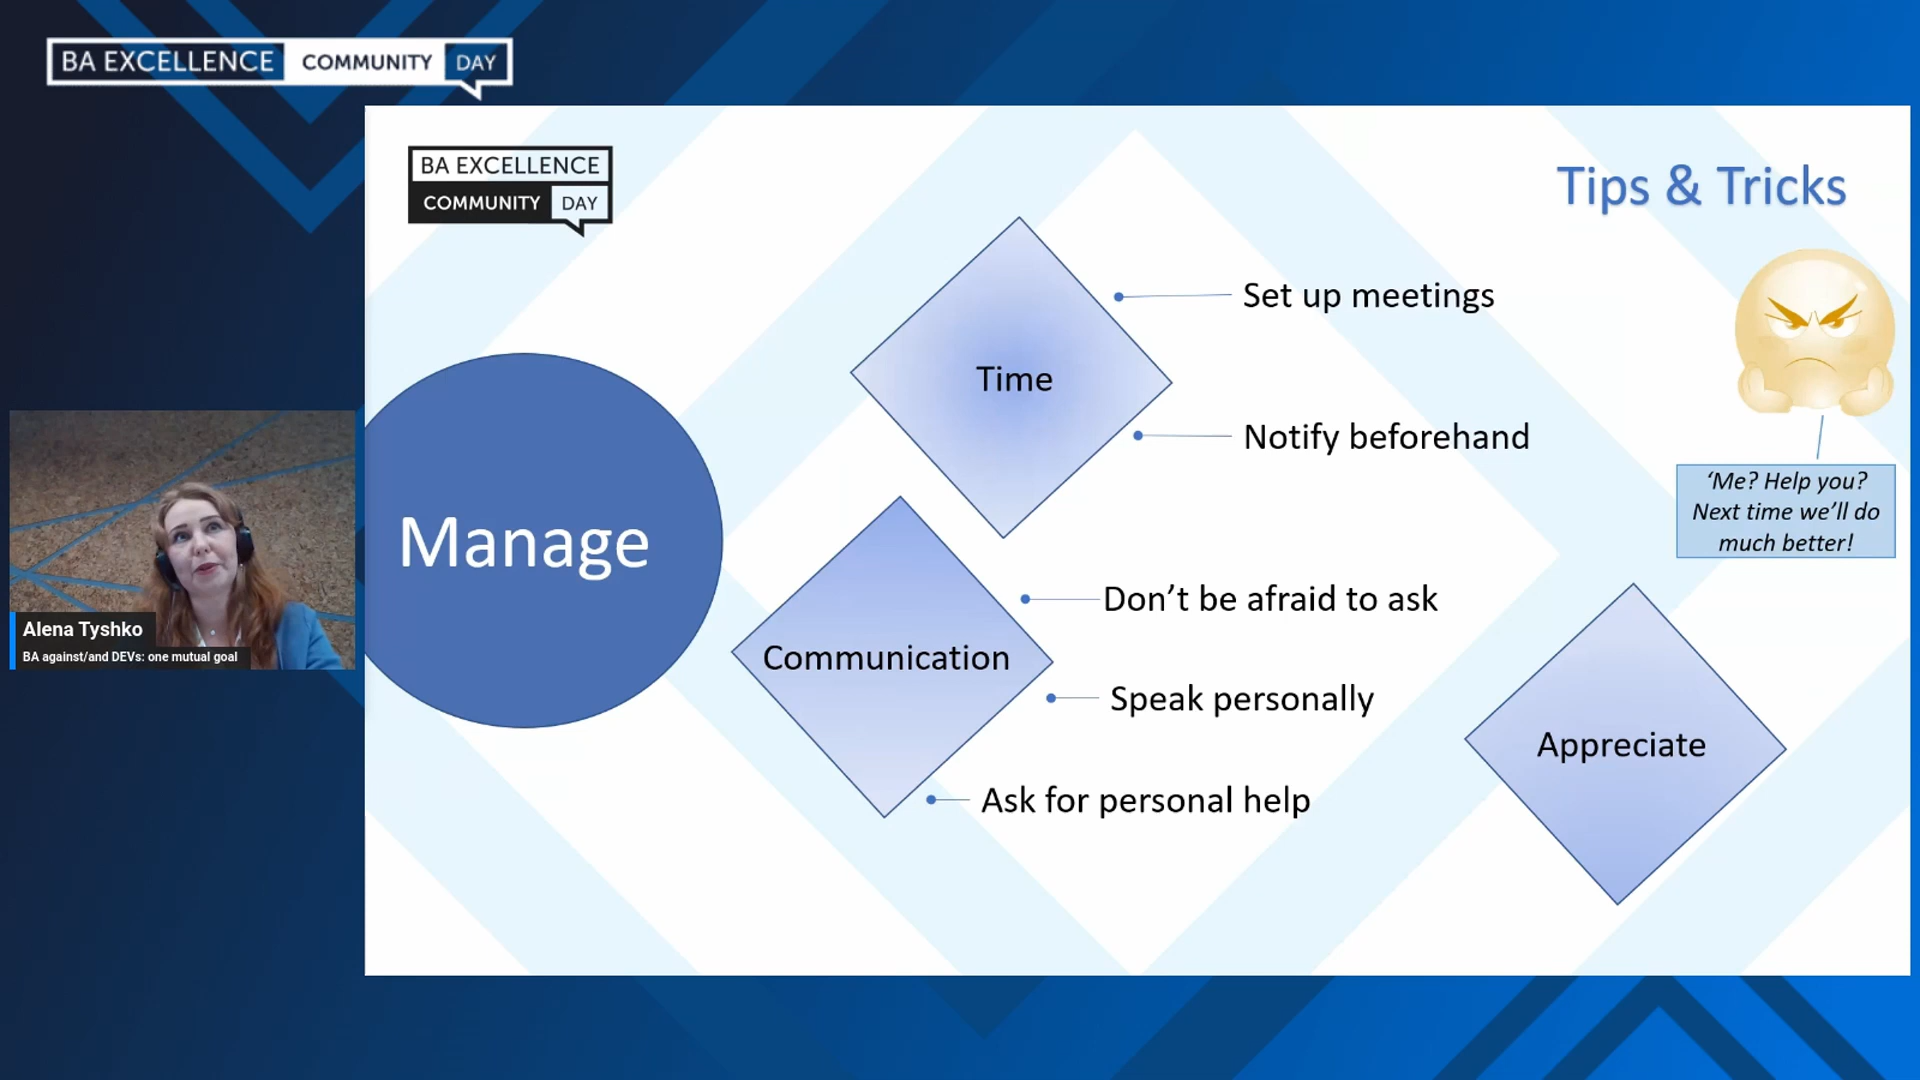 BA EXCELLENCE COMMUNITY DAY
BA EXCELLENCE
COMMUNITY DAY
Tips & Tricks
Set up meetings
Time
Notify beforehand
‘Me? Help you?
Next time we’ll do
much better!
Manage
Don’t be afraid to ask
Communication
Speak personally
Ask for personal help
Appreciate
Alena Tyshko
BA against/and DEVs: one mutual goal